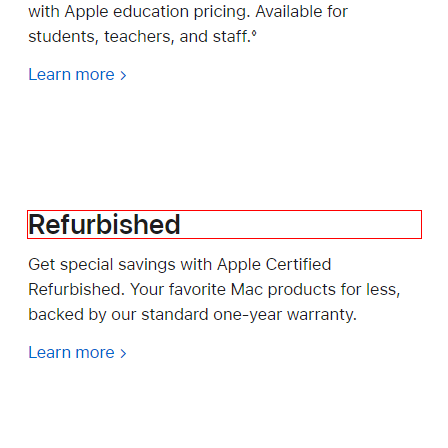 with Apple education pricing. Available for
students, teachers, and staff.◊
Learn more >
Refurbished
Get special savings with Apple Certified
Refurbished. Your favorite Mac products for less,
backed by our standard one-year warranty.
Learn more >